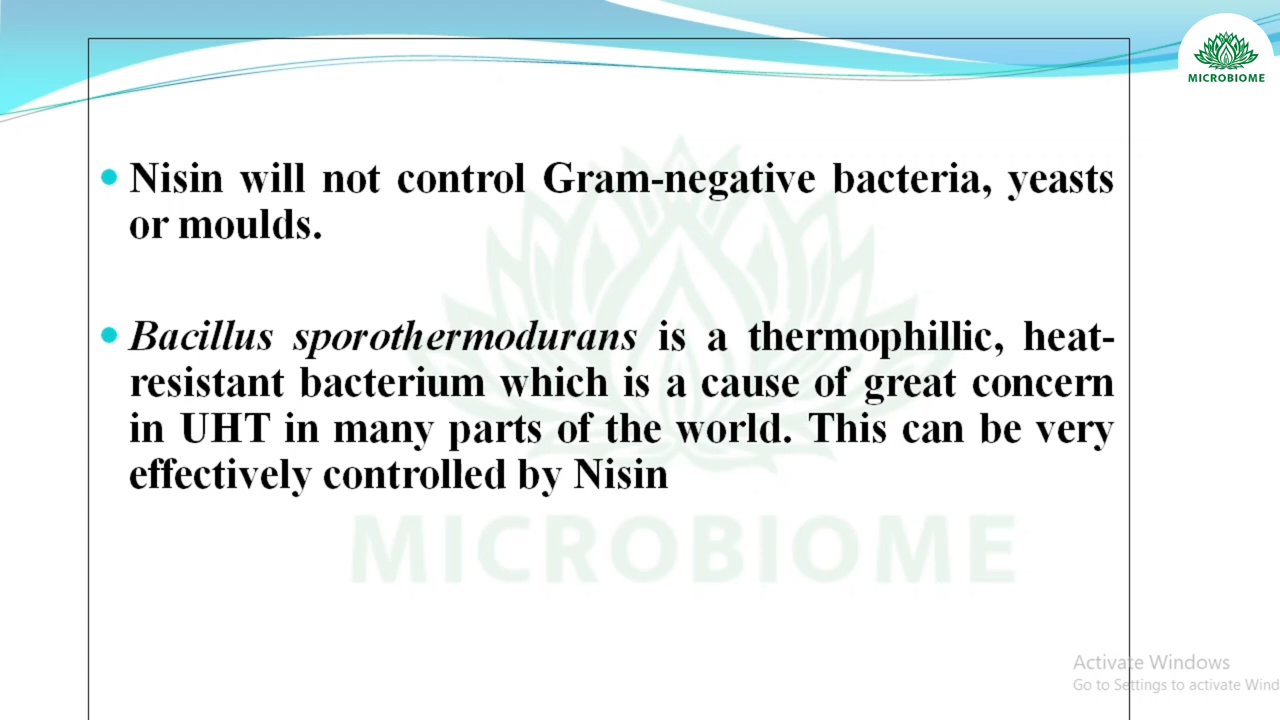 MICROBIOME
Nisin will not control Gram-negative bacteria, yeasts
or moulds.
Bacillus sporothermodurans is a thermophillic, heat-
resistant bacterium which is a cause of great concern
in UHT in many parts of the world. This can be very
effectively controlled by Nisin
MICROBIOME
Activate Windows
Go to Settings to activate Wind